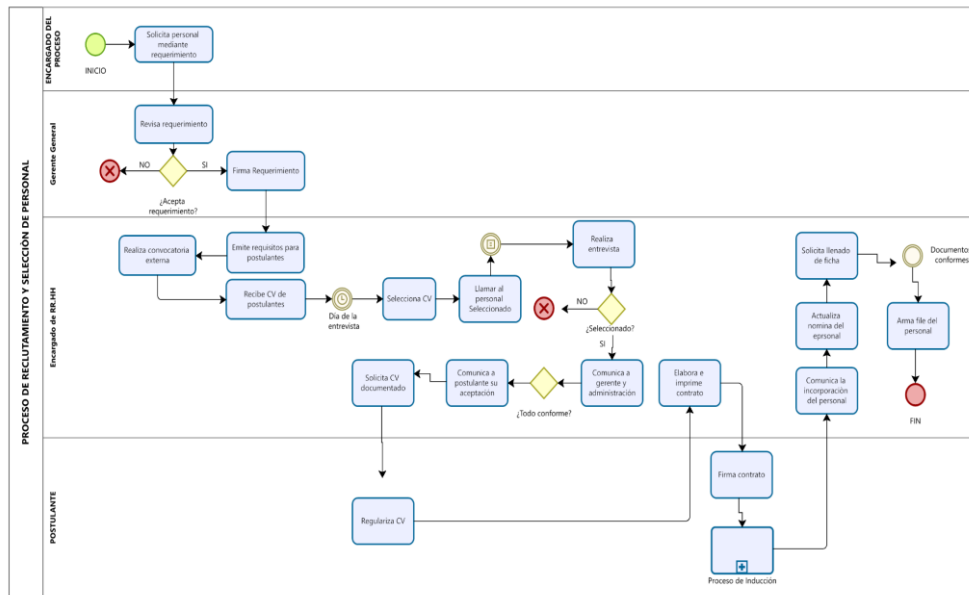 PROCESO DE RECLUTAMIENTO Y SELECCIÓN DE PERSONAL
ENCARGADO DEL
PROCESO
INICIO
Solicita personal
mediante
requerimiento
Gerente General
Revisa requerimiento
NO
SI
¿Acepta
requerimiento?
Firma Requerimiento
Encargado de RR.HH
Realiza convocatoria
externa
Emite requisitos para
postulantes
Recibe CV de
postulantes
Día de la
entrevista
Selecciona CV
Llamar al
personal
Seleccionado
Realiza
entrevista
NO
¿Seleccionado?
SI
Comunica a
gerente y
administración
¿Todo conforme?
Comunica a
postulante su
aceptación
Solicita CV
documentado
Elabora e
imprime
contrato
Solicita llenado
de ficha
Documento
conformes
Actualiza
nomina del
eprsonal
Arma file del
personal
Comunica la
incorporación
del personal
FIN
POSTULANTE
Regulariza CV
Firma contrato
Proceso de Inducción